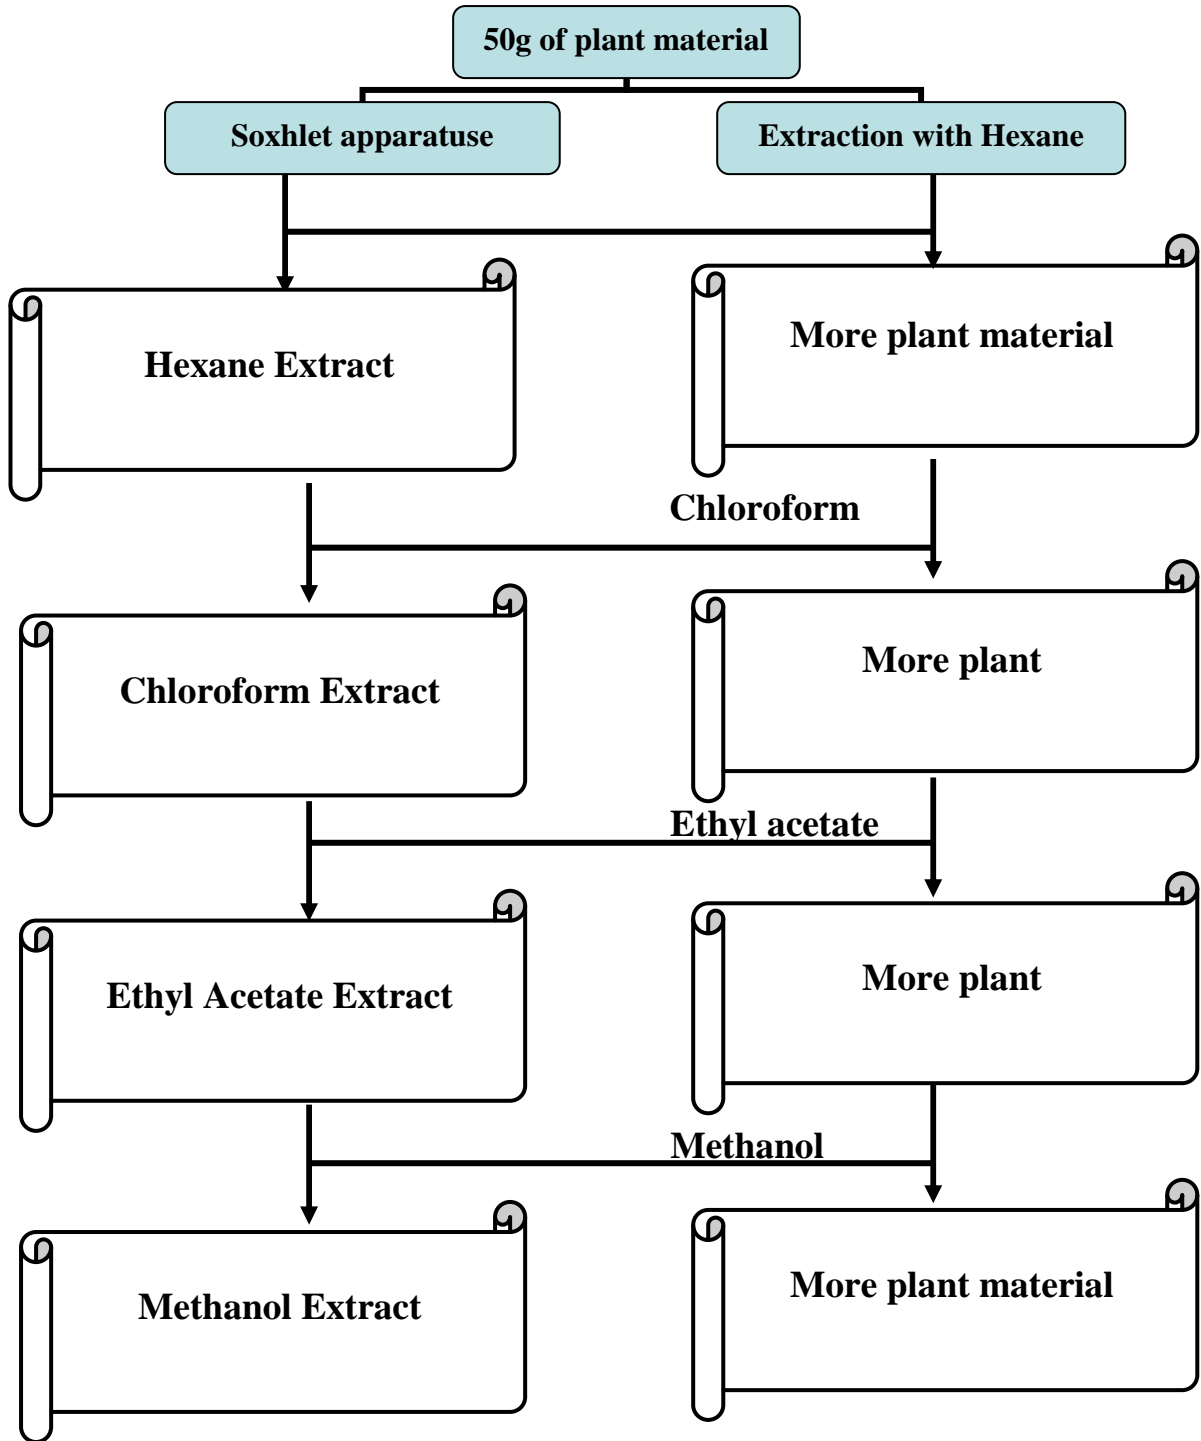 50g of plant material
Soxhlet apparatuse
Extraction with Hexane
Hexane Extract
More plant material
Chloroform
Chloroform Extract
More plant
Ethyl acetate
Ethyl Acetate Extract
More plant
Methanol
Methanol Extract
More plant material